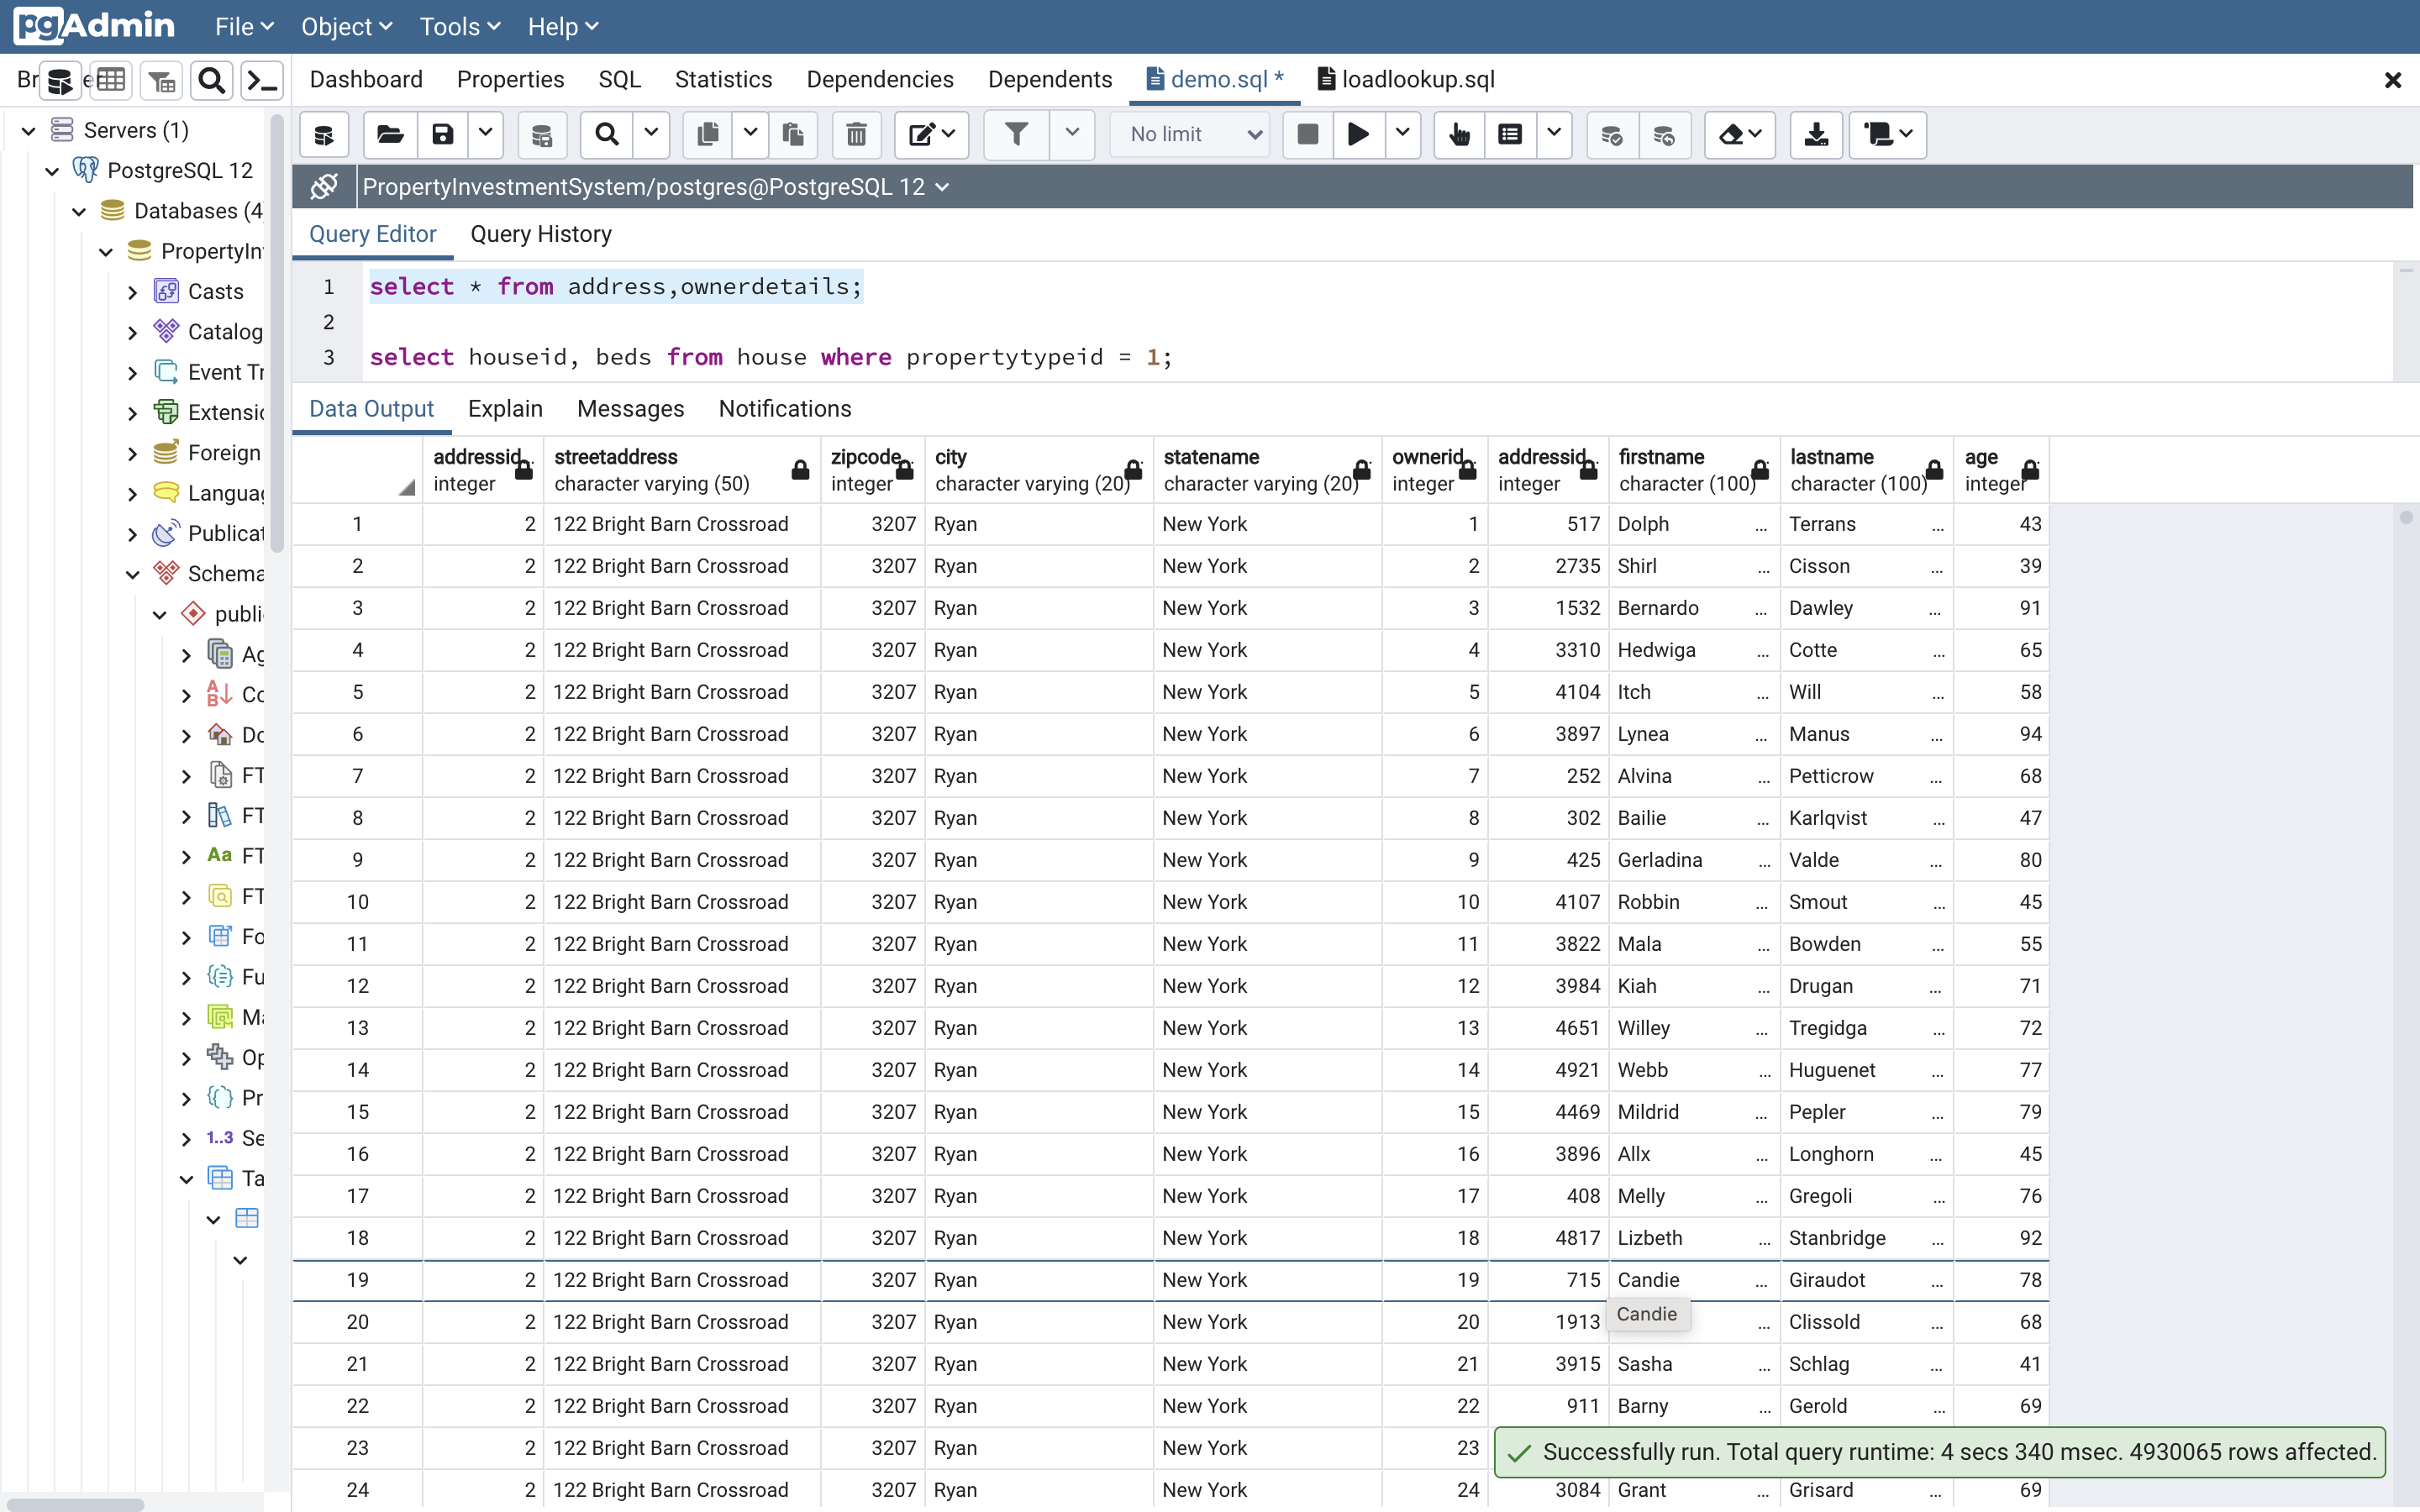 pgAdmin File Object Tools Help
Br er Dashboard Properties SQL Statistics Dependencies Dependents demo.sql * loadlookup.sql
No limit
PropertyInvestmentSystem/postgres@PostgreSQL 12
Query Editor Query History
1 select * from address,ownerdetails;
2
3 select houseid, beds from house where propertytypeid = 1;
Data Output Explain Messages Notifications
Servers (1)
PostgreSQL 12
Databases (4
PropertyIn
Casts
Catalog
Event Tr
Extensio
Foreign
Languag
Publicat
Schema
publi
Ag
Co
Do
FT
FT
Aa FT
FT
Fo
Fu
Ma
Op
Pr
1..3 Se
Ta
addressid streetaddress zipcode city statename ownerid addressid firstname lastname age
integer character varying (50) integer character varying (20) character varying (20) integer integer character (100) character (100) integer
1 2 122 Bright Barn Crossroad 3207 Ryan New York 1 517 Dolph ... Terrans ... 43
2 2 122 Bright Barn Crossroad 3207 Ryan New York 2 2735 Shirl ... Cisson ... 39
3 2 122 Bright Barn Crossroad 3207 Ryan New York 3 1532 Bernardo ... Dawley ... 91
4 2 122 Bright Barn Crossroad 3207 Ryan New York 4 3310 Hedwiga ... Cotte ... 65
5 2 122 Bright Barn Crossroad 3207 Ryan New York 5 4104 Itch ... Will ... 58
6 2 122 Bright Barn Crossroad 3207 Ryan New York 6 3897 Lynea ... Manus ... 94
7 2 122 Bright Barn Crossroad 3207 Ryan New York 7 252 Alvina ... Petticrow ... 68
8 2 122 Bright Barn Crossroad 3207 Ryan New York 8 302 Bailie ... Karlqvist ... 47
9 2 122 Bright Barn Crossroad 3207 Ryan New York 9 425 Gerladina ... Valde ... 80
10 2 122 Bright Barn Crossroad 3207 Ryan New York 10 4107 Robbin ... Smout ... 45
11 2 122 Bright Barn Crossroad 3207 Ryan New York 11 3822 Mala ... Bowden ... 55
12 2 122 Bright Barn Crossroad 3207 Ryan New York 12 3984 Kiah ... Drugan ... 71
13 2 122 Bright Barn Crossroad 3207 Ryan New York 13 4651 Willey ... Tregidga ... 72
14 2 122 Bright Barn Crossroad 3207 Ryan New York 14 4921 Webb ... Huguenet ... 77
15 2 122 Bright Barn Crossroad 3207 Ryan New York 15 4469 Mildrid ... Pepler ... 79
16 2 122 Bright Barn Crossroad 3207 Ryan New York 16 3896 Allx ... Longhorn ... 45
17 2 122 Bright Barn Crossroad 3207 Ryan New York 17 408 Melly ... Gregoli ... 76
18 2 122 Bright Barn Crossroad 3207 Ryan New York 18 4817 Lizbeth ... Stanbridge ... 92
19 2 122 Bright Barn Crossroad 3207 Ryan New York 19 715 Candie ... Giraudot ... 78
20 2 122 Bright Barn Crossroad 3207 Ryan New York 20 1913 Candie ... Clissold ... 68
21 2 122 Bright Barn Crossroad 3207 Ryan New York 21 3915 Sasha ... Schlag ... 41
22 2 122 Bright Barn Crossroad 3207 Ryan New York 22 911 Barny ... Gerold ... 69
23 2 122 Bright Barn Crossroad 3207 Ryan New York 23
Successfully run. Total query runtime: 4 secs 340 msec. 4930065 rows affected.
24 2 122 Bright Barn Crossroad 3207 Ryan New York 24 3084 Grant ... Grisard ... 69